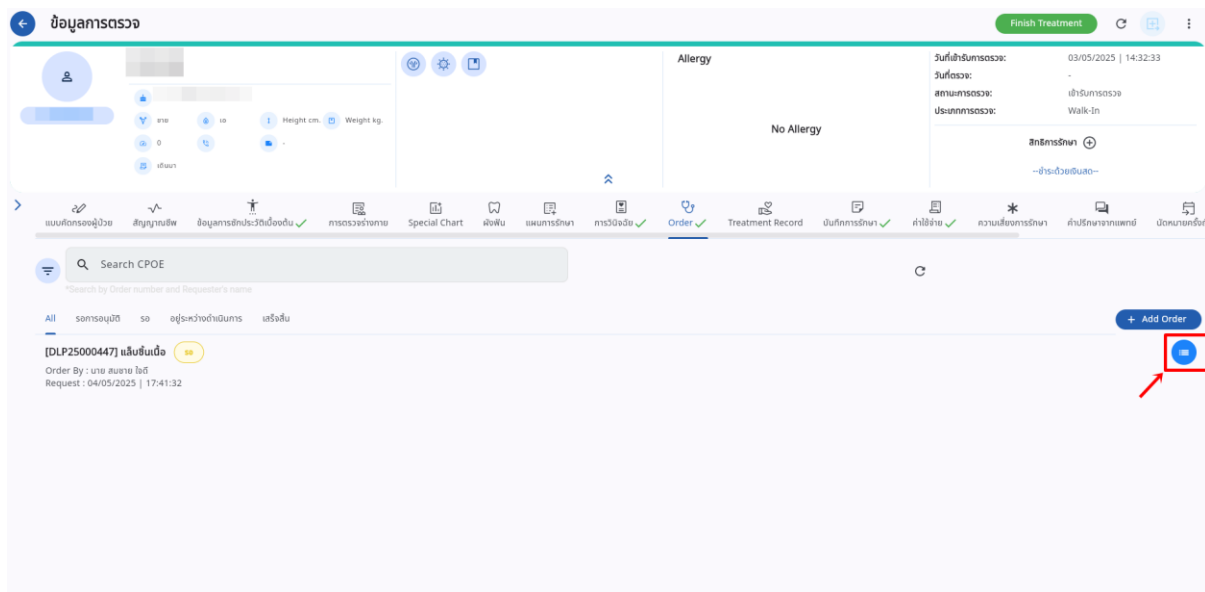 ข้อมูลการตรวจ
Finish Treatment
ชาย
เอ
Height cm.
Weight kg.
0
-
เดินมา
Allergy
No Allergy
วันที่เข้ารับการตรวจ: 03/05/2025 | 14:32:33
วันที่ตรวจ: -
สถานะการตรวจ: เข้ารับการตรวจ
ประเภทการตรวจ: Walk-In
สิทธิการรักษา
--ชำระด้วยเงินสด--
แบบคัดกรองผู้ป่วย
สัญญาณชีพ
ข้อมูลการซักประวัติเบื้องต้น
การตรวจร่างกาย
Special Chart
ผังฟัน
แผนการรักษา
การวินิจฉัย
Order
Treatment Record
บันทึกการรักษา
ค่าใช้จ่าย
ความเสี่ยงการรักษา
คำปรึกษาจากแพทย์
นัดหมายครั้ง
Search CPOE
*Search by Order number and Requester's name
All รอการอนุมัติ รอ อยู่ระหว่างดำเนินการ เสร็จสิ้น
+ Add Order
[DLP25000447] แล็บชิ้นเนื้อ รอ
Order By : นาย สมชาย ใจดี
Request : 04/05/2025 | 17:41:32